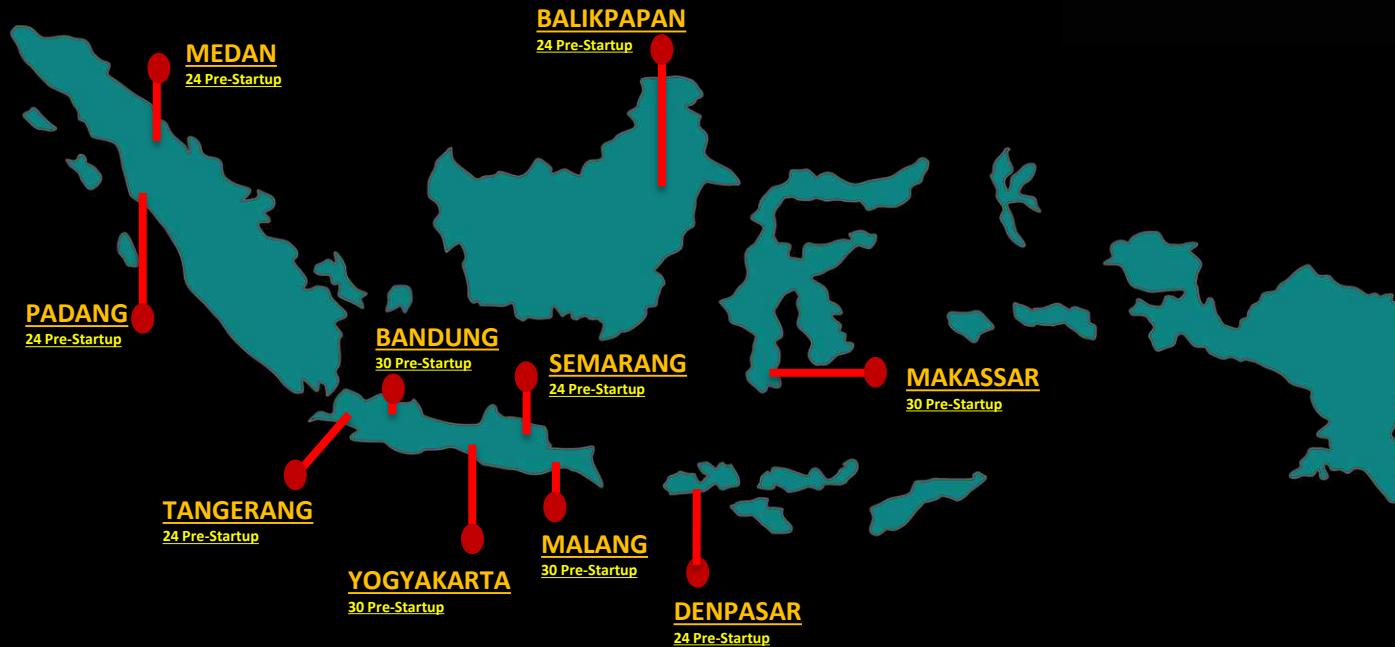 BALIKPAPAN
24 Pre-Startup
MEDAN
24 Pre-Startup
PADANG
24 Pre-Startup
BANDUNG
30 Pre-Startup
SEMARANG
24 Pre-Startup
MAKASSAR
30 Pre-Startup
TANGERANG
24 Pre-Startup
MALANG
30 Pre-Startup
YOGYAKARTA
30 Pre-Startup
DENPASAR
24 Pre-Startup